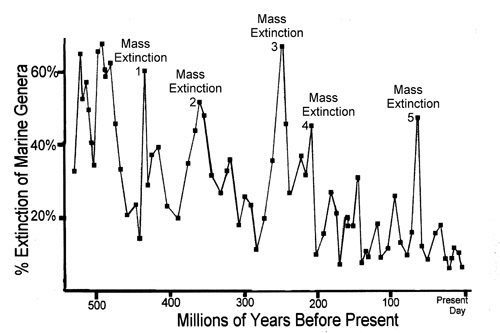 Mass
Extinction
3
Mass
Extinction
1
Mass
Extinction
2
Mass
Extinction
4
Mass
Extinction
5
% Extinction of Marine Genera
60%
40%
20%
500
400
300
200
100
Present
Day
Millions of Years Before Present